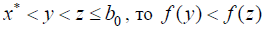 x* < y < z ≤ b₀, то f(y) < f(z)